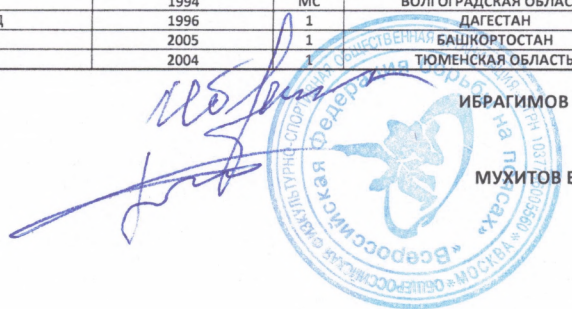 1994 МС ВОЛГОГРАДСКАЯ ОБЛАС
Д 1996 1 ДАГЕСТАН
2005 1 БАШКОРТОСТАН
2004 1 ТЮМЕНСКАЯ ОБЛАСТЬ
ИБРАГИМОВ
МУХИТОВ Б
ОБЩЕРОССИЙСКАЯ ФИЗКУЛЬТУРНО-СПОРТИВНАЯ ОБЩЕСТВЕННАЯ
МОСКВА
«Всероссийская Федерация борьбы на поясах»